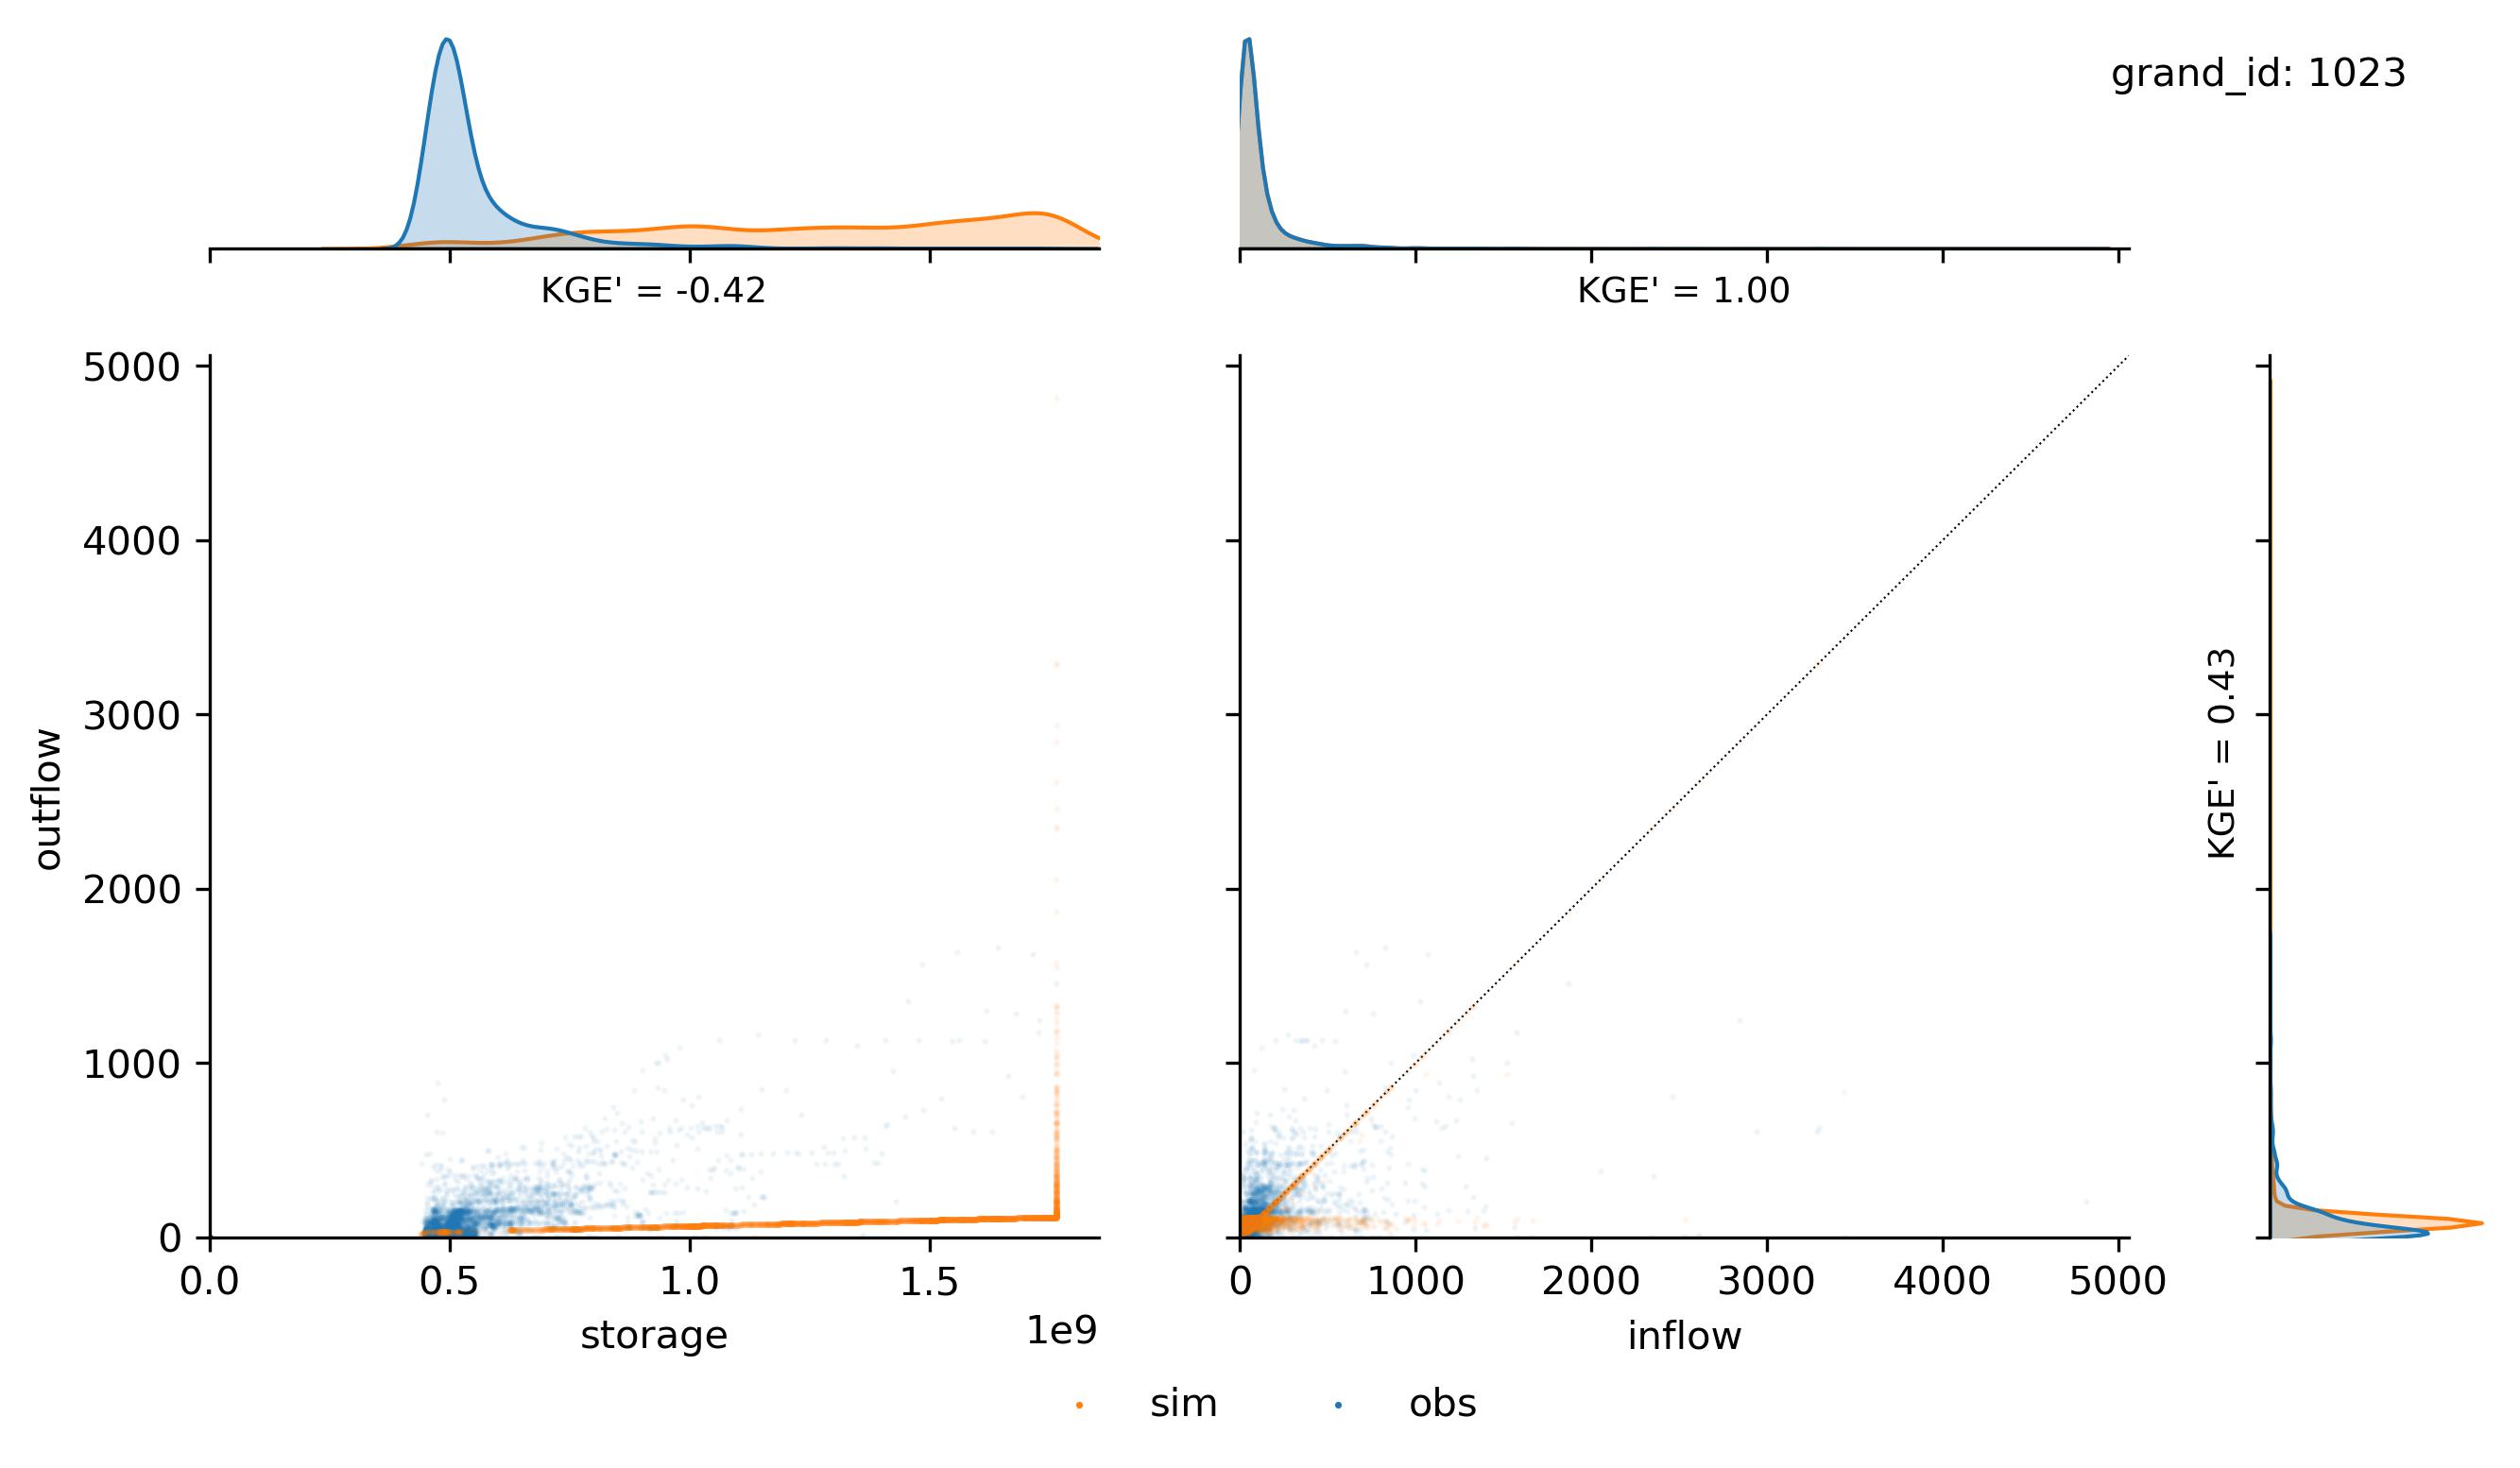 grand_id: 1023
KGE' = -0.42
KGE' = 1.00
5000
4000
3000
2000
1000
0
outflow
KGE' = 0.43
0.0 0.5 1.0 1.5
0 1000 2000 3000 4000 5000
storage
1e9
inflow
sim
obs